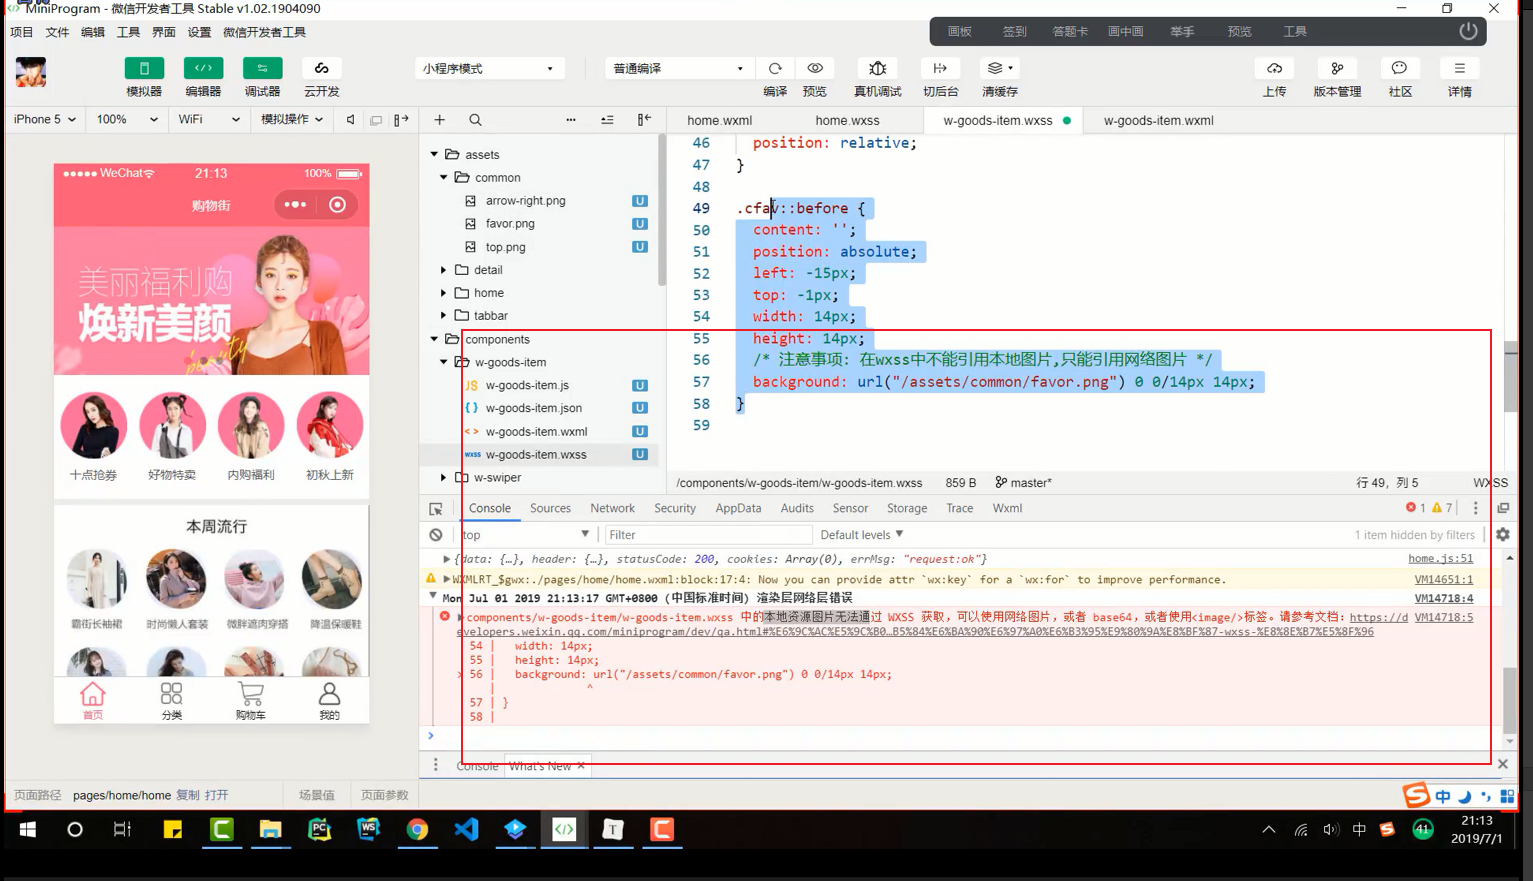 MiniProgram - 微信开发者工具 Stable v1.02.1904090
项目 文件 编辑 工具 界面 设置 微信开发者工具
画板 签到 答题卡 画中画 举手 预览 工具
小程序模式 普通编译
模拟器 编辑器 调试器 云开发 编译 预览 真机调试 切后台 清缓存 上传 版本管理 社区 详情
iPhone 5 100% WiFi 模拟操作
home.wxml home.wxss w-goods-item.wxss w-goods-item.wxml
WeChat 21:13 100%
购物街
美丽福利购
焕新美颜
beauty
十点抢券 好物特卖 内购福利 初秋上新
本周流行
霸街长袖裙 时尚懒人套装 微胖遮肉穿搭 降温保暖鞋
首页 分类 购物车 我的
assets
common
arrow-right.png U
favor.png U
top.png U
detail
home
tabbar
components
w-goods-item
JS w-goods-item.js U
{ } w-goods-item.json U
< > w-goods-item.wxml U
wxss w-goods-item.wxss U
w-swiper
46 position: relative;
47 }
48
49 .cfav::before {
50 content: '';
51 position: absolute;
52 left: -15px;
53 top: -1px;
54 width: 14px;
55 height: 14px;
56 /* 注意事项: 在wxss中不能引用本地图片,只能引用网络图片 */
57 background: url("/assets/common/favor.png") 0 0/14px 14px;
58 }
59
/components/w-goods-item/w-goods-item.wxss 859 B master* 行 49，列 5 WXSS
Console Sources Network Security AppData Audits Sensor Storage Trace Wxml 1 7
top Filter Default levels 1 item hidden by filters
{data: {…}, header: {…}, statusCode: 200, cookies: Array(0), errMsg: "request:ok"} home.js:51
WXMLRT_$gwx:./pages/home/home.wxml:block:17:4: Now you can provide attr `wx:key` for a `wx:for` to improve performance. VM14651:1
Mon Jul 01 2019 21:13:17 GMT+0800 (中国标准时间) 渲染层网络层错误 VM14718:4
components/w-goods-item/w-goods-item.wxss 中的本地资源图片无法通过 WXSS 获取，可以使用网络图片，或者 base64，或者使用<image/>标签。请参考文档：https://d VM14718:5
evelopers.weixin.qq.com/miniprogram/dev/qa.html#%E6%9C%AC%E5%9C%B0…B5%84%E6%BA%90%E6%97%A0%E6%B3%95%E9%80%9A%E8%BF%87-wxss-%E8%8E%B7%E5%8F%96
54 | width: 14px;
55 | height: 14px;
> 56 | background: url("/assets/common/favor.png") 0 0/14px 14px;
| ^
57 | }
58 |
Console What's New
页面路径 pages/home/home 复制 打开 场景值 页面参数
中
PC WS T C
中 41
21:13
2019/7/1